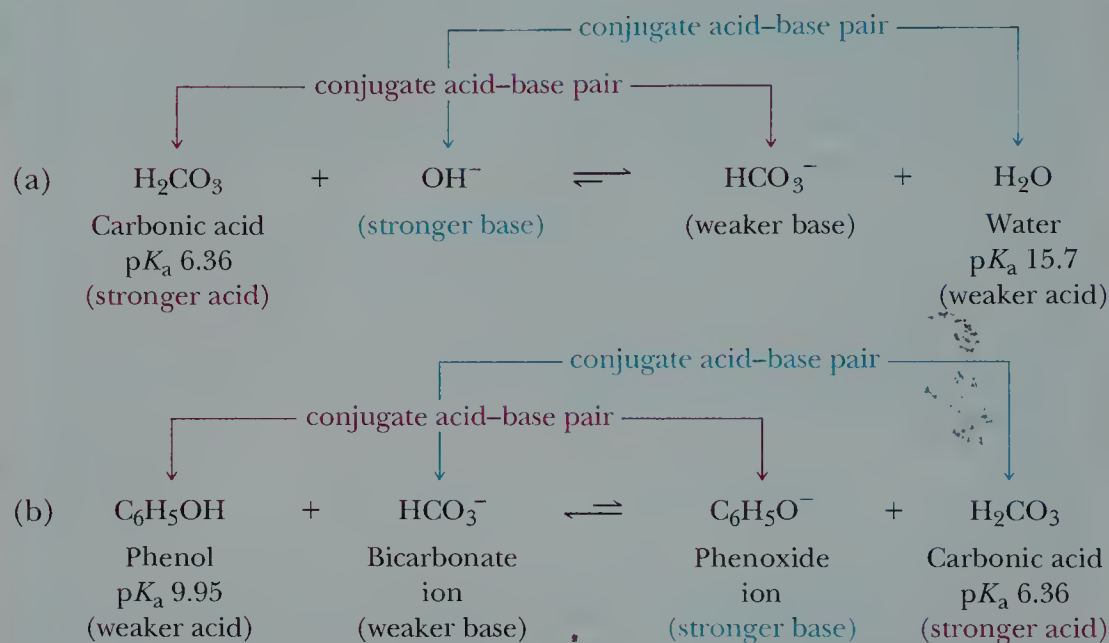 conjugate acid–base pair
conjugate acid–base pair
(a) H₂CO₃ + OH⁻ ⇌ HCO₃⁻ + H₂O
Carbonic acid (stronger base) (weaker base) Water
pKₐ 6.36 pKₐ 15.7
(stronger acid) (weaker acid)
conjugate acid–base pair
conjugate acid–base pair
(b) C₆H₅OH + HCO₃⁻ ⇌ C₆H₅O⁻ + H₂CO₃
Phenol Bicarbonate Phenoxide Carbonic acid
pKₐ 9.95 ion ion pKₐ 6.36
(weaker acid) (weaker base) (stronger base) (stronger acid)